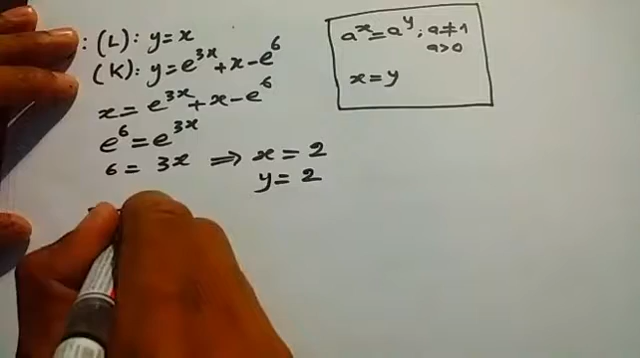 : (L): y=x
(K): y=e^{3x}+x-e^6
x=e^{3x}+x-e^6
e^6=e^{3x}
6=3x ⟹ x=2
y=2
a^x=a^y; a≠1
a>0
x=y